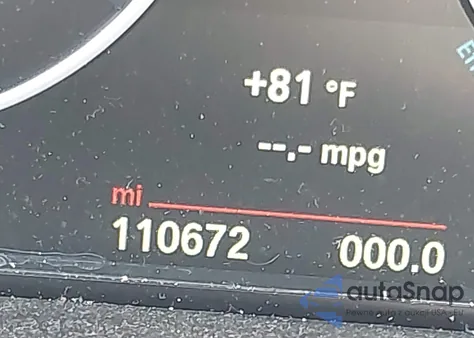 +81 °F
--.- mpg
mi
110672 000.0
autoSnap